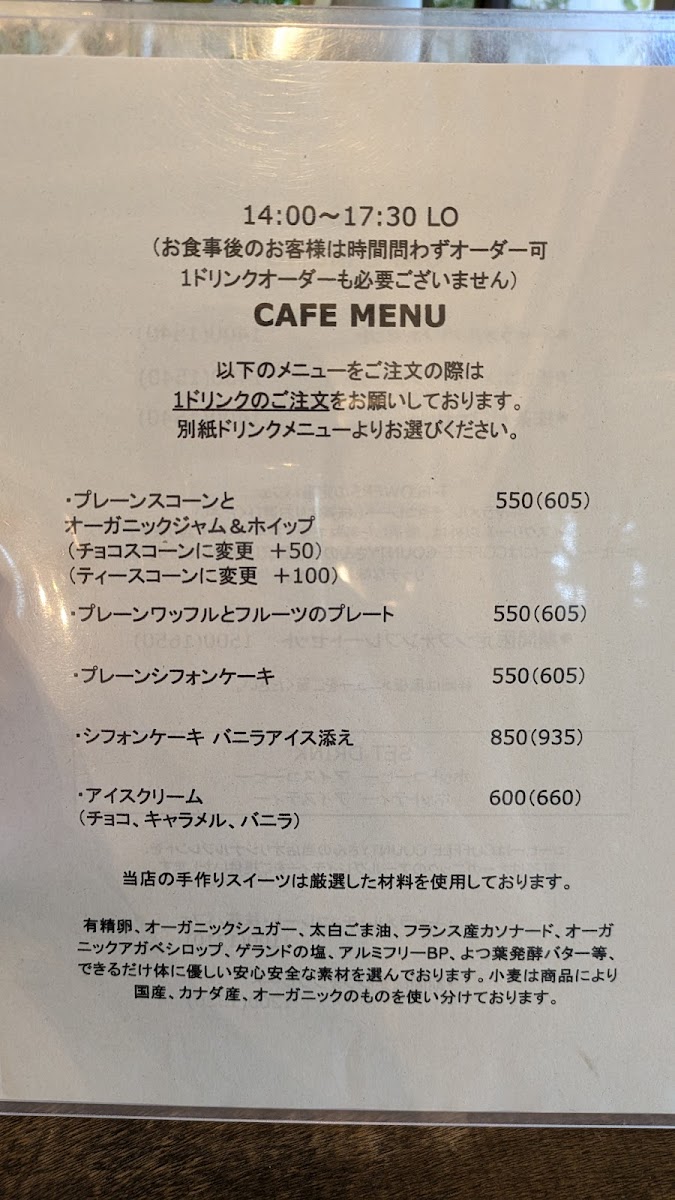 14:00～17:30 LO
（お食事後のお客様は時間問わずオーダー可
1ドリンクオーダーも必要ございません）
CAFE MENU
以下のメニューをご注文の際は
1ドリンクのご注文をお願いしております。
別紙ドリンクメニューよりお選びください。
・プレーンスコーンと 550(605)
オーガニックジャム＆ホイップ
（チョコスコーンに変更 ＋50）
（ティースコーンに変更 ＋100）
・プレーンワッフルとフルーツのプレート 550(605)
・プレーンシフォンケーキ 550(605)
・シフォンケーキ バニラアイス添え 850(935)
・アイスクリーム 600(660)
（チョコ、キャラメル、バニラ）
当店の手作りスイーツは厳選した材料を使用しております。
有精卵、オーガニックシュガー、太白ごま油、フランス産カソナード、オーガ
ニックアガベシロップ、ゲランドの塩、アルミフリーBP、よつ葉発酵バター等、
できるだけ体に優しい安心安全な素材を選んでおります。小麦は商品により
国産、カナダ産、オーガニックのものを使い分けております。